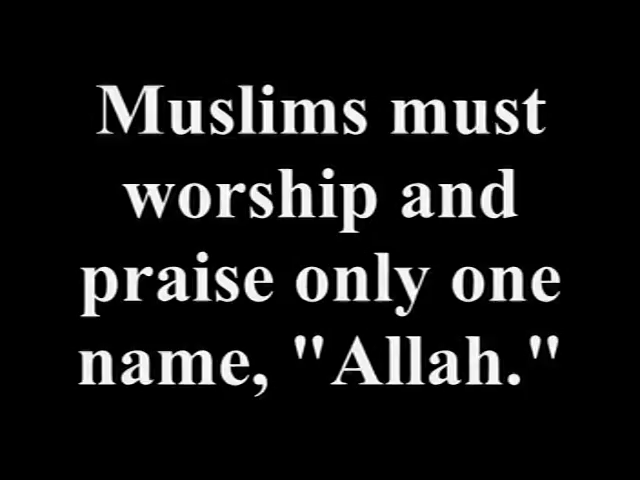 Muslims must
worship and
praise only one
name, "Allah."